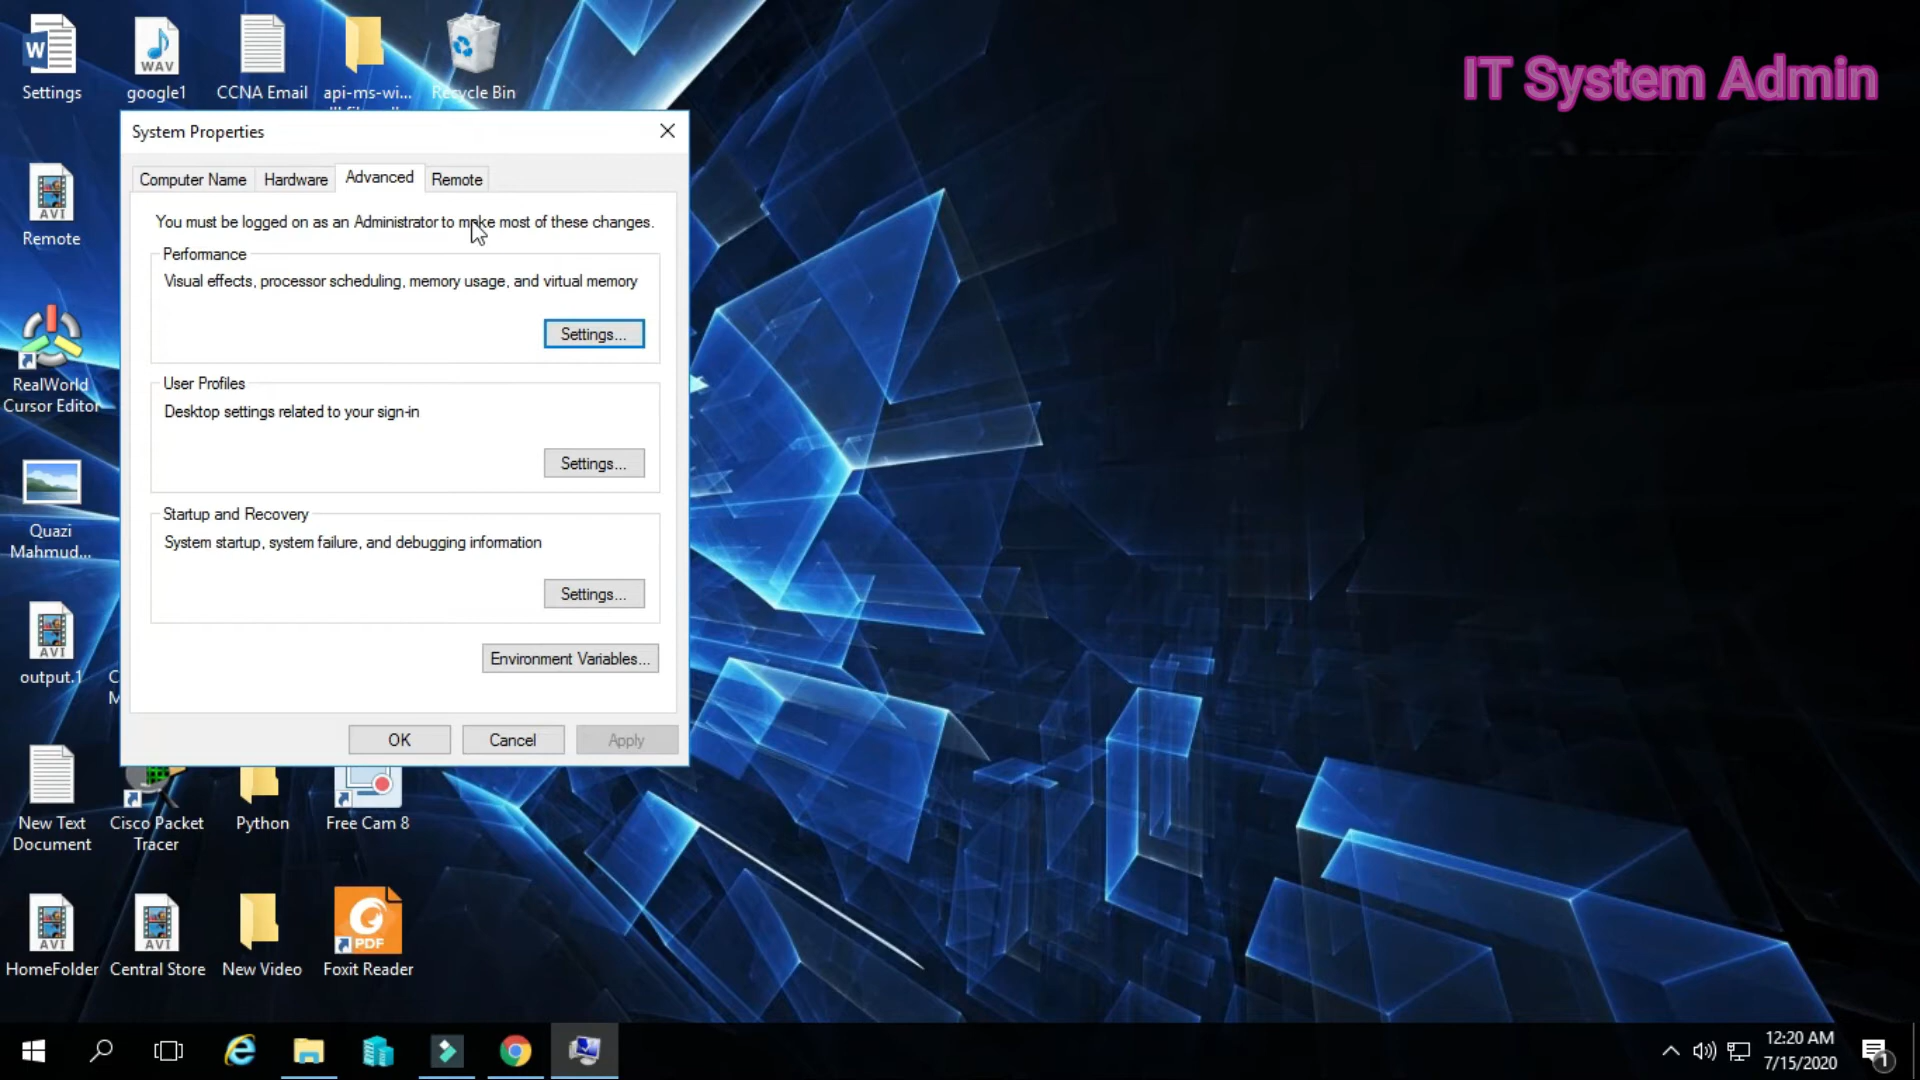 IT System Admin
Settings
google1
CCNA Email
api-ms-wi...
Recycle Bin
System Properties
Computer Name
Hardware
Advanced
Remote
You must be logged on as an Administrator to make most of these changes.
Performance
Visual effects, processor scheduling, memory usage, and virtual memory
Settings...
User Profiles
Desktop settings related to your sign-in
Settings...
Startup and Recovery
System startup, system failure, and debugging information
Settings...
Environment Variables...
OK
Cancel
Apply
WAV
W
AVI
Remote
RealWorld
Cursor Editor
Quazi
Mahmud...
AVI
output.1
New Text
Document
Cisco Packet
Tracer
Python
Free Cam 8
AVI
HomeFolder
AVI
Central Store
New Video
PDF
Foxit Reader
12:20 AM
7/15/2020
1